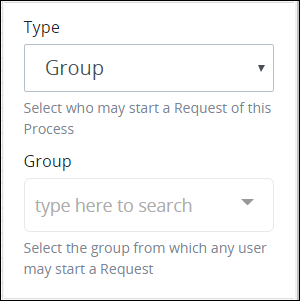 Type
Group
Select who may start a Request of this
Process
Group
type here to search
Select the group from which any user
may start a Request